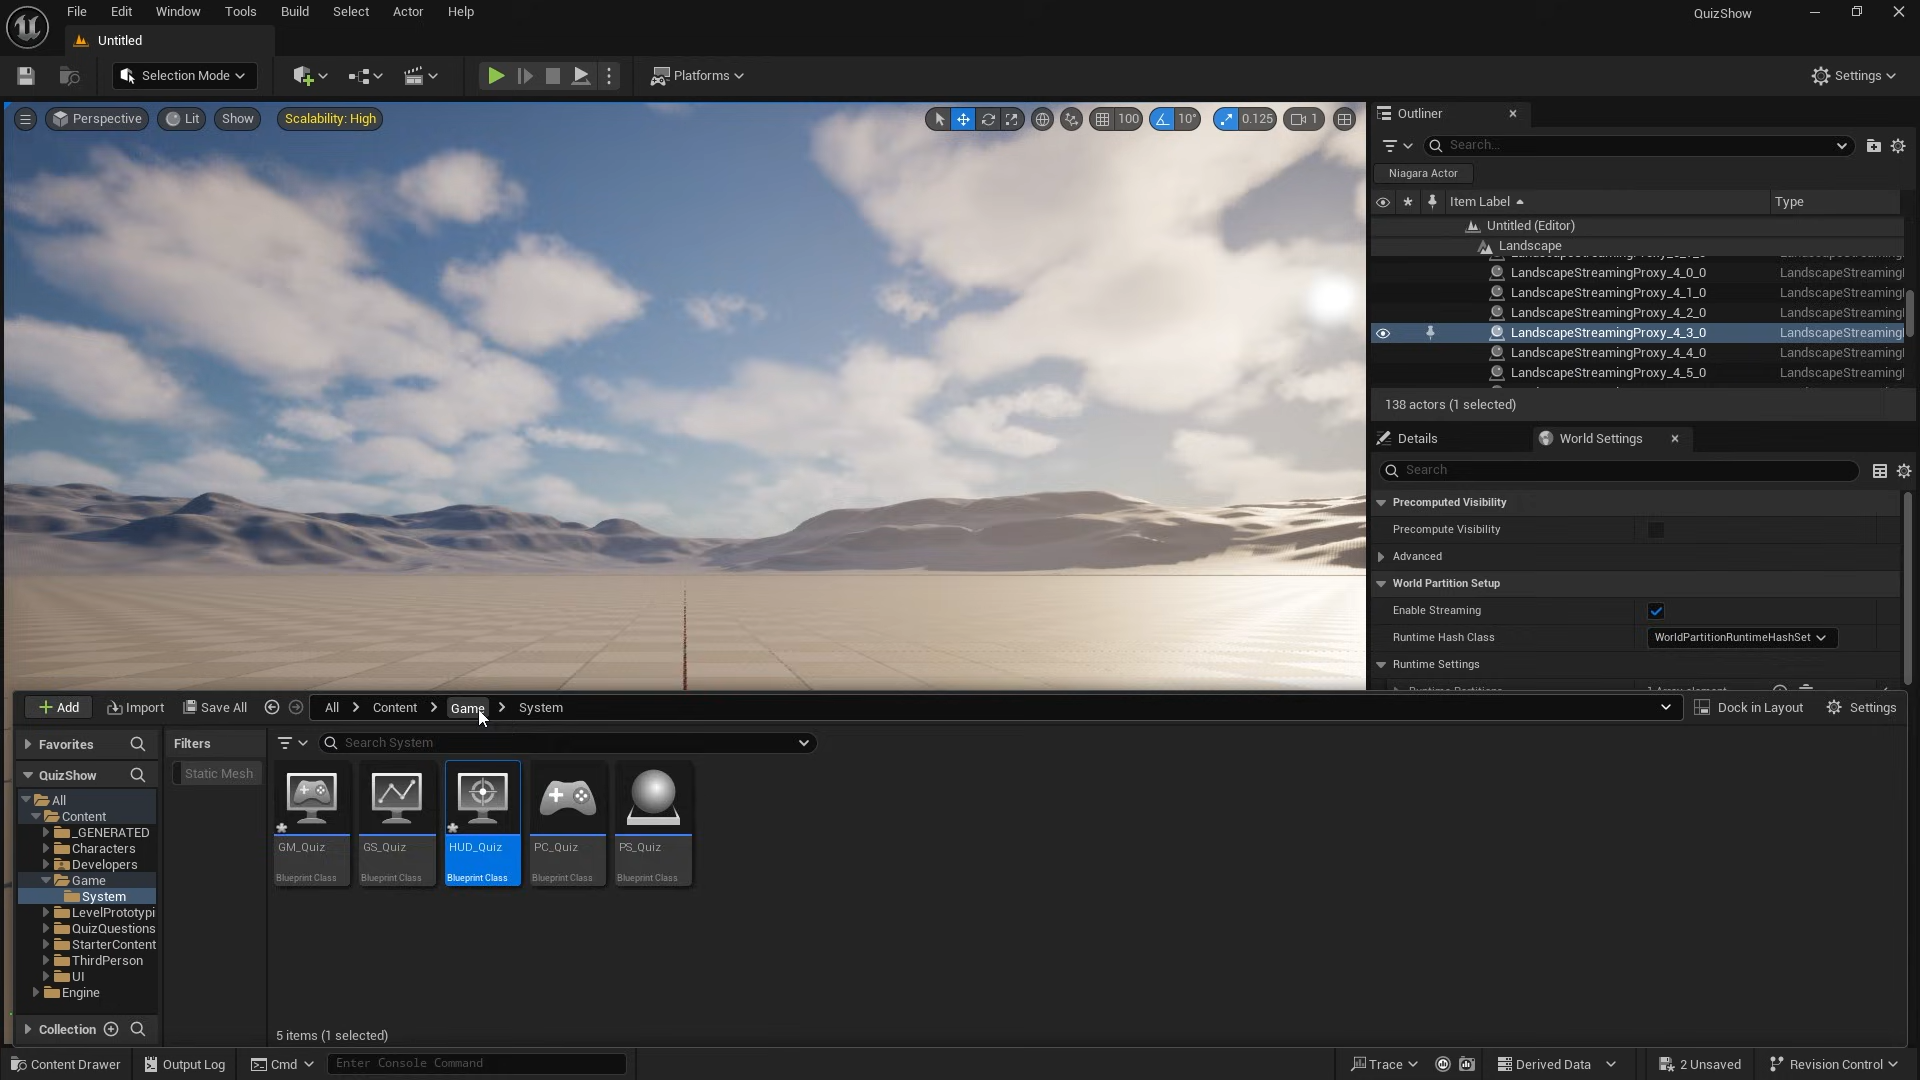 File Edit Window Tools Build Select Actor Help
QuizShow
Untitled
Selection Mode
Platforms
Settings
Perspective Lit Show Scalability: High
100 10° 0.125 1
Outliner
Search...
Niagara Actor
Item Label Type
Untitled (Editor)
Landscape
LandscapeStreamingProxy_4_0_0 LandscapeStreamingI
LandscapeStreamingProxy_4_1_0 LandscapeStreamingI
LandscapeStreamingProxy_4_2_0 LandscapeStreamingI
LandscapeStreamingProxy_4_3_0 LandscapeStreamingI
LandscapeStreamingProxy_4_4_0 LandscapeStreamingI
LandscapeStreamingProxy_4_5_0 LandscapeStreamingI
138 actors (1 selected)
Details World Settings
Search
Precomputed Visibility
Precompute Visibility
Advanced
World Partition Setup
Enable Streaming
Runtime Hash Class WorldPartitionRuntimeHashSet
Runtime Settings
Add Import Save All All Content Game System Dock in Layout Settings
Favorites
Filters
Search System
QuizShow
Static Mesh
All
Content
_GENERATED
Characters
Developers
Game
System
LevelPrototypi
QuizQuestions
StarterContent
ThirdPerson
UI
Engine
Collection
GM_Quiz GS_Quiz HUD_Quiz PC_Quiz PS_Quiz
Blueprint Class Blueprint Class Blueprint Class Blueprint Class Blueprint Class
5 items (1 selected)
Content Drawer Output Log Cmd Enter Console Command Trace Derived Data 2 Unsaved Revision Control